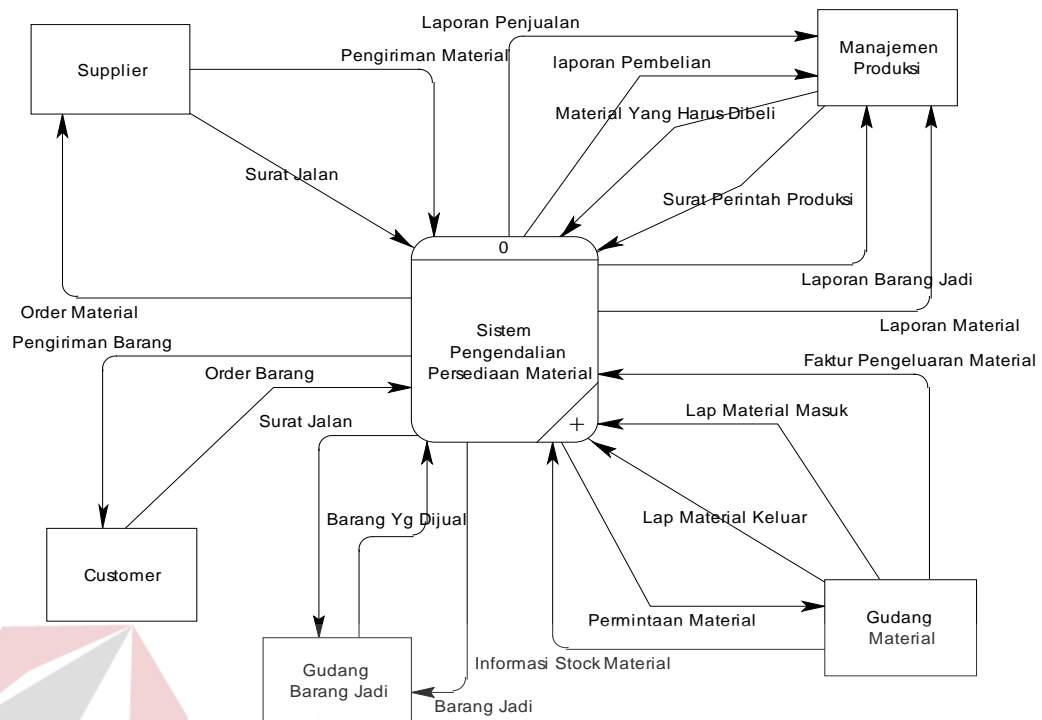 Laporan Penjualan
Supplier
Pengiriman Material
laporan Pembelian
Manajemen
Produksi
Material Yang Harus Dibeli
Surat Jalan
Surat Perintah Produksi
0
Laporan Barang Jadi
Order Material
Laporan Material
Pengiriman Barang
Sistem
Pengendalian
Persediaan Material
Faktur Pengeluaran Material
Order Barang
Lap Material Masuk
Surat Jalan
+
Barang Yg Dijual
Lap Material Keluar
Customer
Permintaan Material
Gudang
Material
Gudang
Barang Jadi
Informasi Stock Material
Barang Jadi